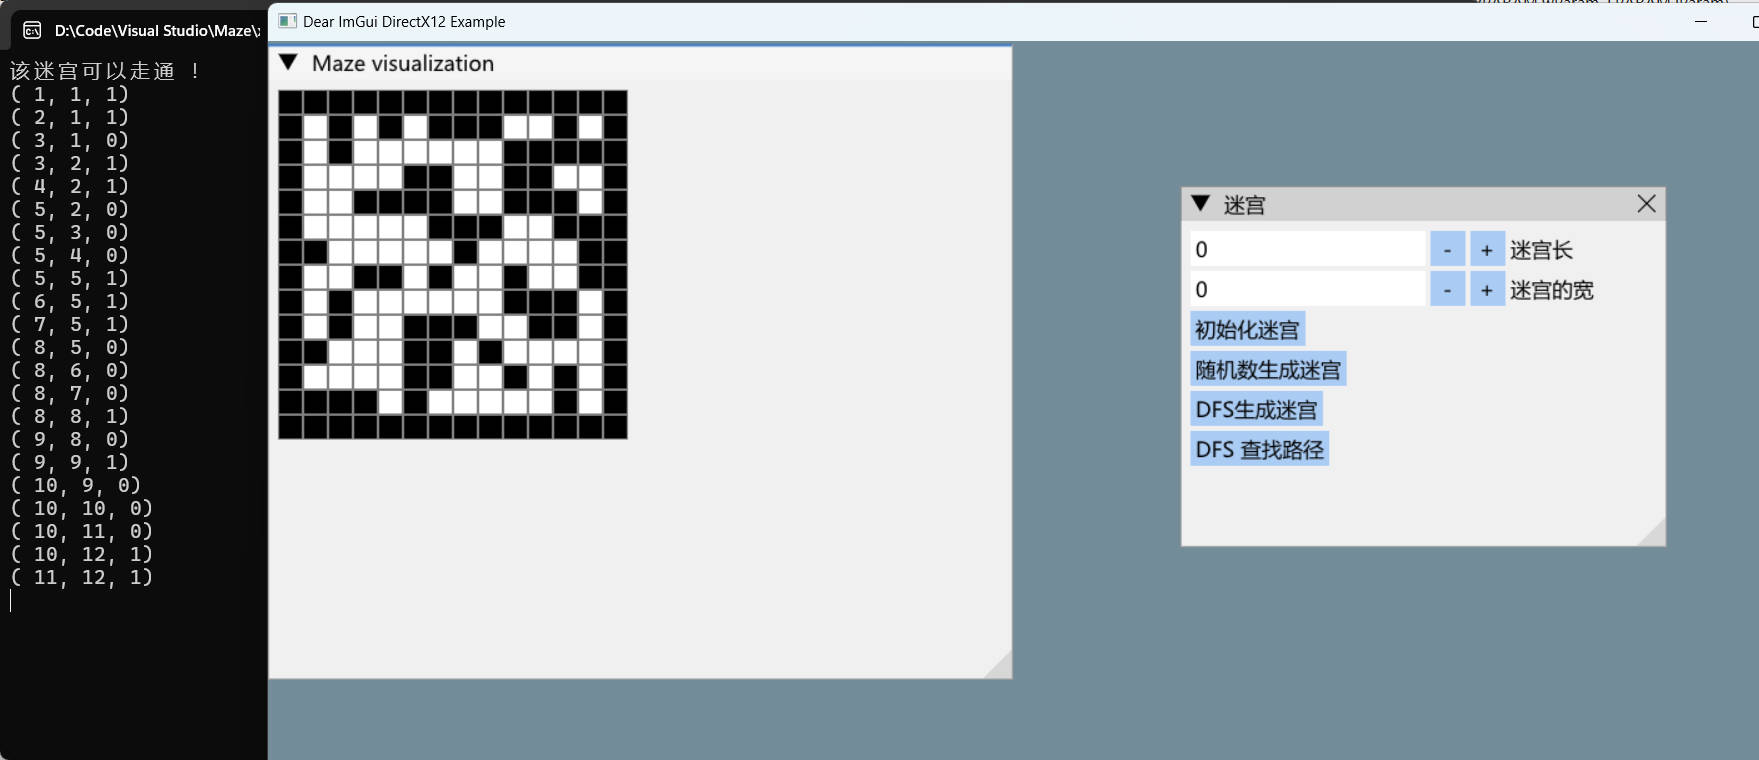 D:\Code\Visual Studio\Maze\
该迷宫可以走通 !
( 1, 1, 1)
( 2, 1, 1)
( 3, 1, 0)
( 3, 2, 1)
( 4, 2, 1)
( 5, 2, 0)
( 5, 3, 0)
( 5, 4, 0)
( 5, 5, 1)
( 6, 5, 1)
( 7, 5, 1)
( 8, 5, 0)
( 8, 6, 0)
( 8, 7, 0)
( 8, 8, 1)
( 9, 8, 0)
( 9, 9, 1)
( 10, 9, 0)
( 10, 10, 0)
( 10, 11, 0)
( 10, 12, 1)
( 11, 12, 1)
Dear ImGui DirectX12 Example
Maze visualization
迷宫
0 - + 迷宫长
0 - + 迷宫的宽
初始化迷宫
随机数生成迷宫
DFS生成迷宫
DFS 查找路径